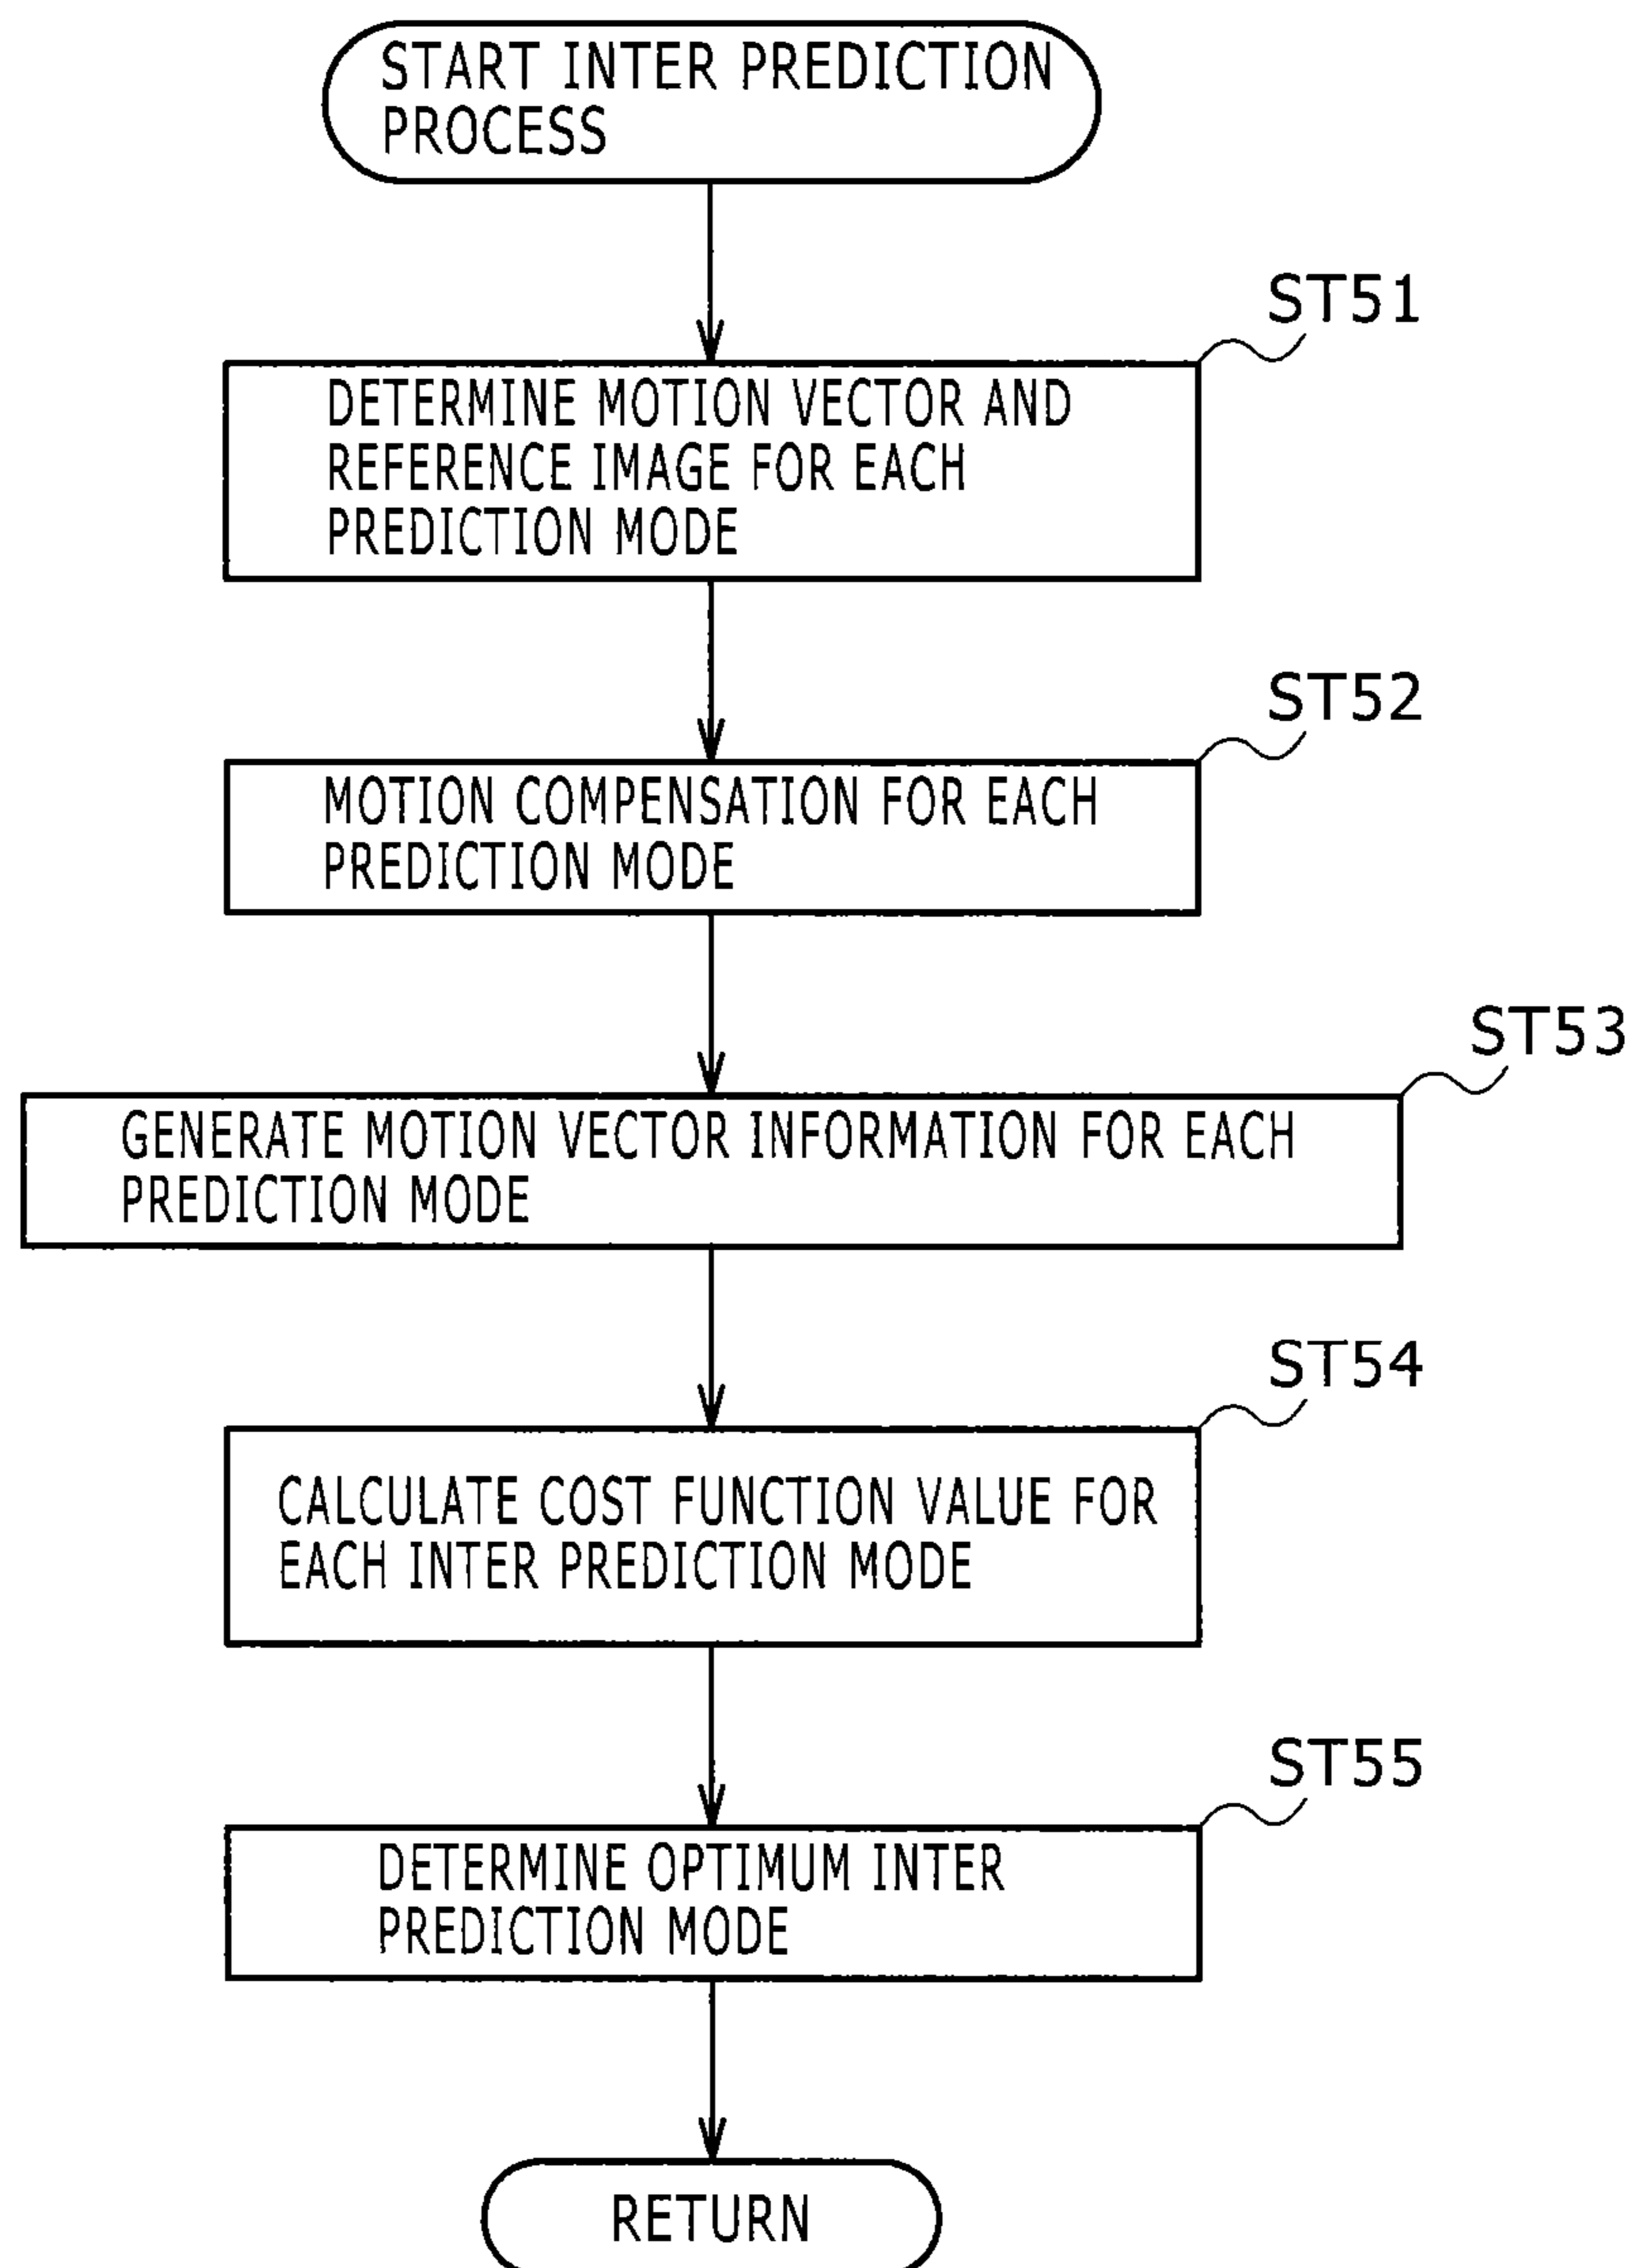 START INTER PREDICTION
PROCESS
ST51
DETERMINE MOTION VECTOR AND
REFERENCE IMAGE FOR EACH
PREDICTION MODE
ST52
MOTION COMPENSATION FOR EACH
PREDICTION MODE
ST53
GENERATE MOTION VECTOR INFORMATION FOR EACH
PREDICTION MODE
ST54
CALCULATE COST FUNCTION VALUE FOR
EACH INTER PREDICTION MODE
ST55
DETERMINE OPTIMUM INTER
PREDICTION MODE
RETURN